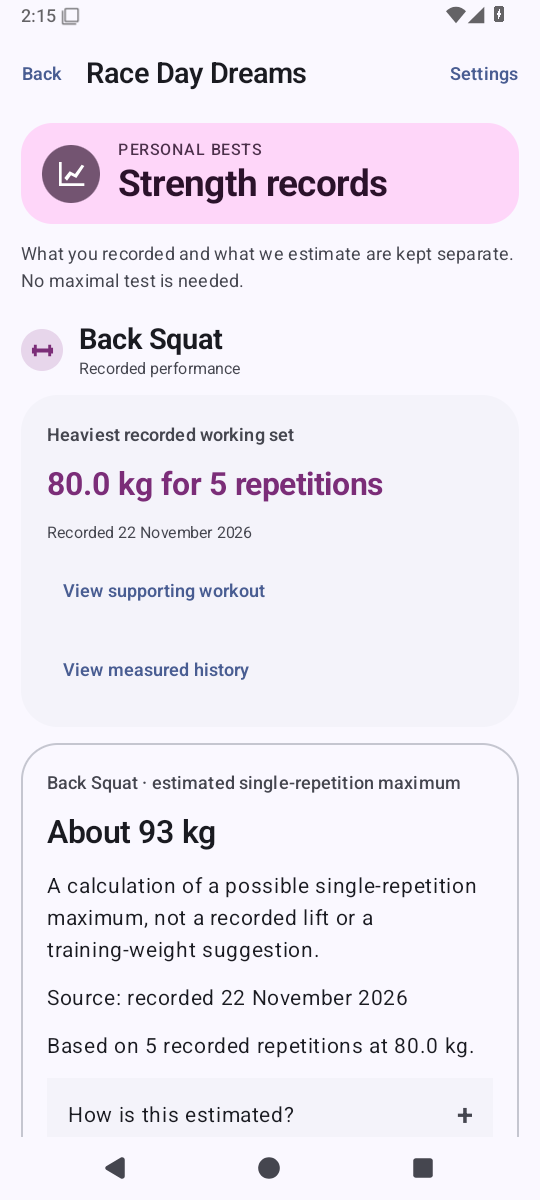 2:15
Back Race Day Dreams Settings
PERSONAL BESTS
Strength records
What you recorded and what we estimate are kept separate.
No maximal test is needed.
Back Squat
Recorded performance
Heaviest recorded working set
80.0 kg for 5 repetitions
Recorded 22 November 2026
View supporting workout
View measured history
Back Squat · estimated single-repetition maximum
About 93 kg
A calculation of a possible single-repetition
maximum, not a recorded lift or a
training-weight suggestion.
Source: recorded 22 November 2026
Based on 5 recorded repetitions at 80.0 kg.
How is this estimated? +